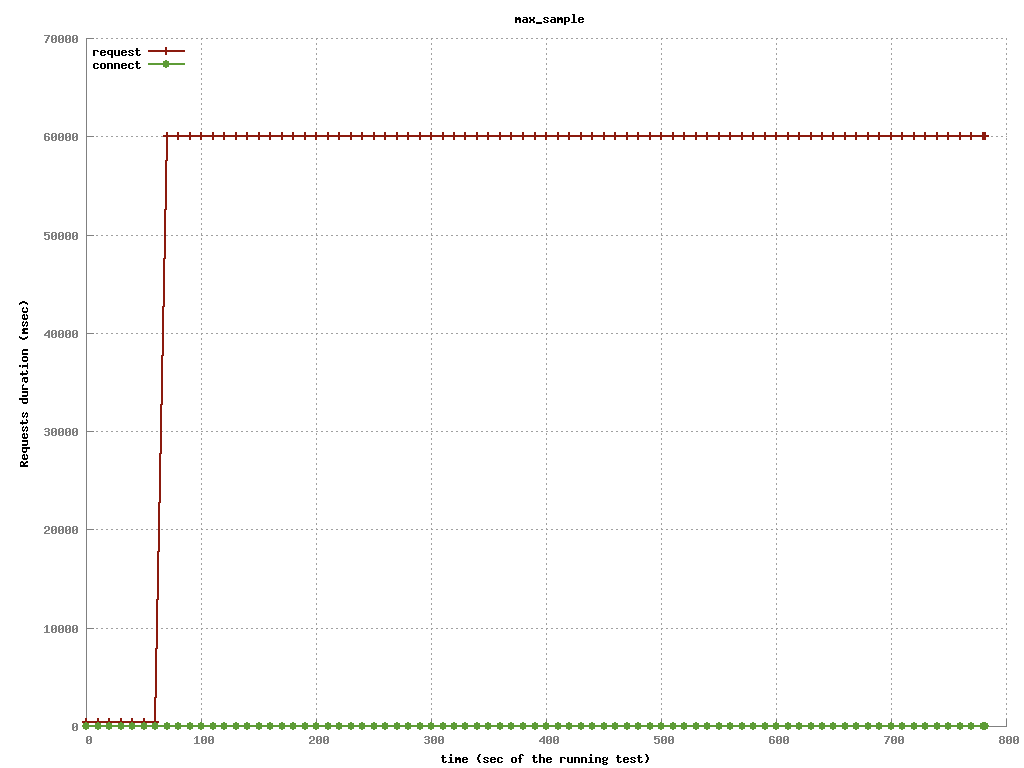 max_sample
70000
request
connect
60000
50000
40000
30000
20000
10000
0
Requests duration (msec)
0 100 200 300 400 500 600 700 800
time (sec of the running test)